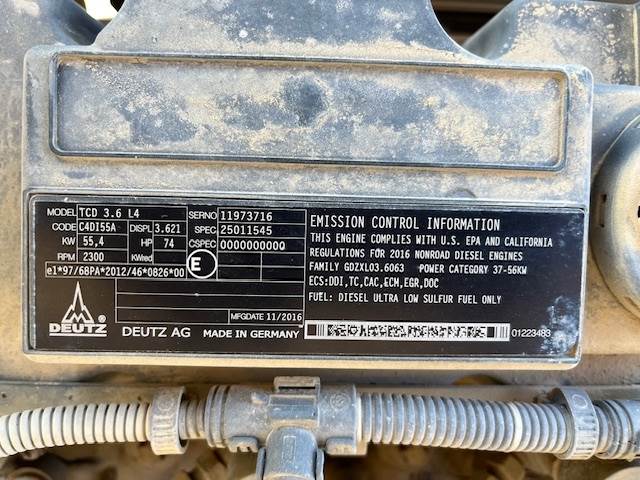 MODEL TCD 3.6 L4
CODE C4DI55A DISPL 3.621
KW 55,4 HP 74
RPM 2300 KWred
e1*97/68PA*2012/46*0826*00
SERNO 11973716
SPEC 25011545
CSPEC 0000000000
E
MFGDATE 11/2016
DEUTZ ®
DEUTZ AG MADE IN GERMANY
EMISSION CONTROL INFORMATION
THIS ENGINE COMPLIES WITH U.S. EPA AND CALIFORNIA
REGULATIONS FOR 2016 NONROAD DIESEL ENGINES
FAMILY GDZXL03.6063 POWER CATEGORY 37-56KW
ECS:DDI,TC,CAC,ECM,EGR,DOC
FUEL: DIESEL ULTRA LOW SULFUR FUEL ONLY
01223483